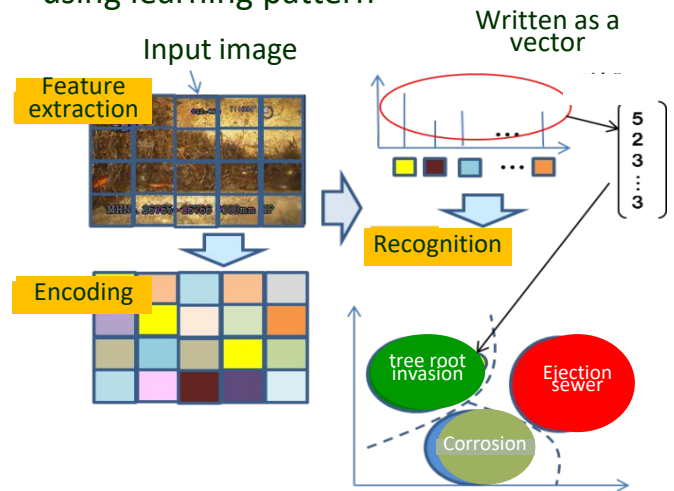 using learning pattern
Written as a
vector
Input image
Feature
extraction
5
2
3
⋮
3
...
...
Recognition
Encoding
tree root
invasion
Ejection
sewer
Corrosion